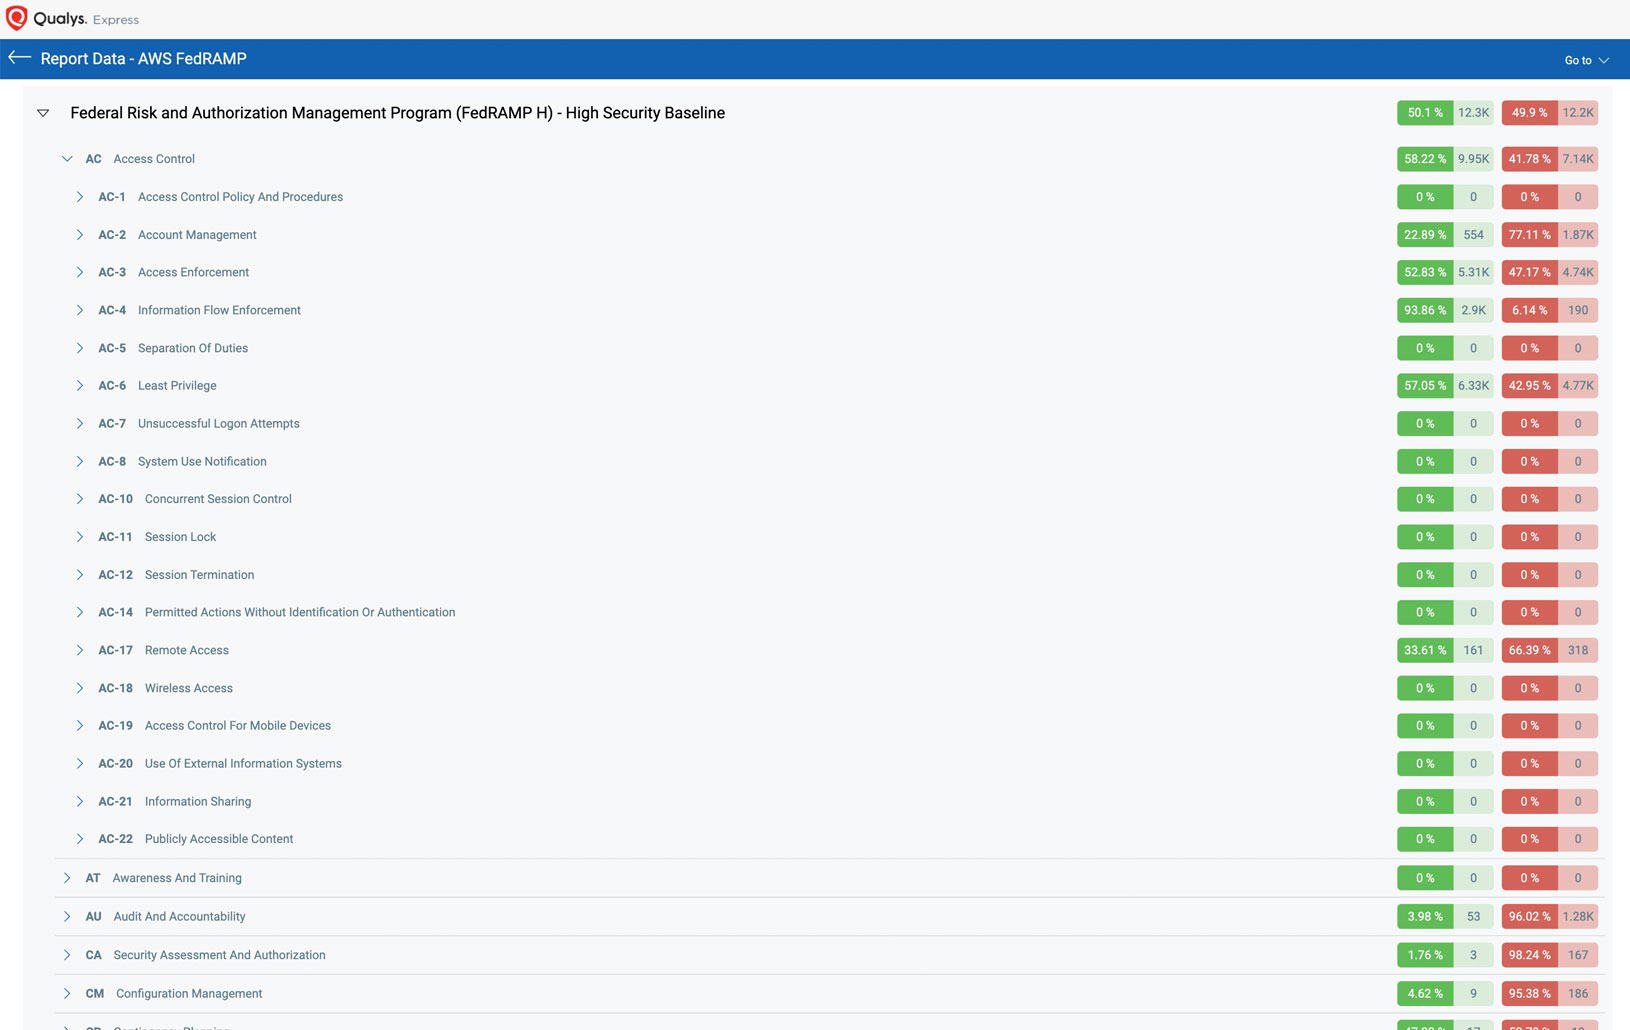 Qualys. Express
Report Data - AWS FedRAMP Go to
Federal Risk and Authorization Management Program (FedRAMP H) - High Security Baseline 50.1 % 12.3K 49.9 % 12.2K
AC Access Control 58.22 % 9.95K 41.78 % 7.14K
AC-1 Access Control Policy And Procedures 0 % 0 0 % 0
AC-2 Account Management 22.89 % 554 77.11 % 1.87K
AC-3 Access Enforcement 52.83 % 5.31K 47.17 % 4.74K
AC-4 Information Flow Enforcement 93.86 % 2.9K 6.14 % 190
AC-5 Separation Of Duties 0 % 0 0 % 0
AC-6 Least Privilege 57.05 % 6.33K 42.95 % 4.77K
AC-7 Unsuccessful Logon Attempts 0 % 0 0 % 0
AC-8 System Use Notification 0 % 0 0 % 0
AC-10 Concurrent Session Control 0 % 0 0 % 0
AC-11 Session Lock 0 % 0 0 % 0
AC-12 Session Termination 0 % 0 0 % 0
AC-14 Permitted Actions Without Identification Or Authentication 0 % 0 0 % 0
AC-17 Remote Access 33.61 % 161 66.39 % 318
AC-18 Wireless Access 0 % 0 0 % 0
AC-19 Access Control For Mobile Devices 0 % 0 0 % 0
AC-20 Use Of External Information Systems 0 % 0 0 % 0
AC-21 Information Sharing 0 % 0 0 % 0
AC-22 Publicly Accessible Content 0 % 0 0 % 0
AT Awareness And Training 0 % 0 0 % 0
AU Audit And Accountability 3.98 % 53 96.02 % 1.28K
CA Security Assessment And Authorization 1.76 % 3 98.24 % 167
CM Configuration Management 4.62 % 9 95.38 % 186